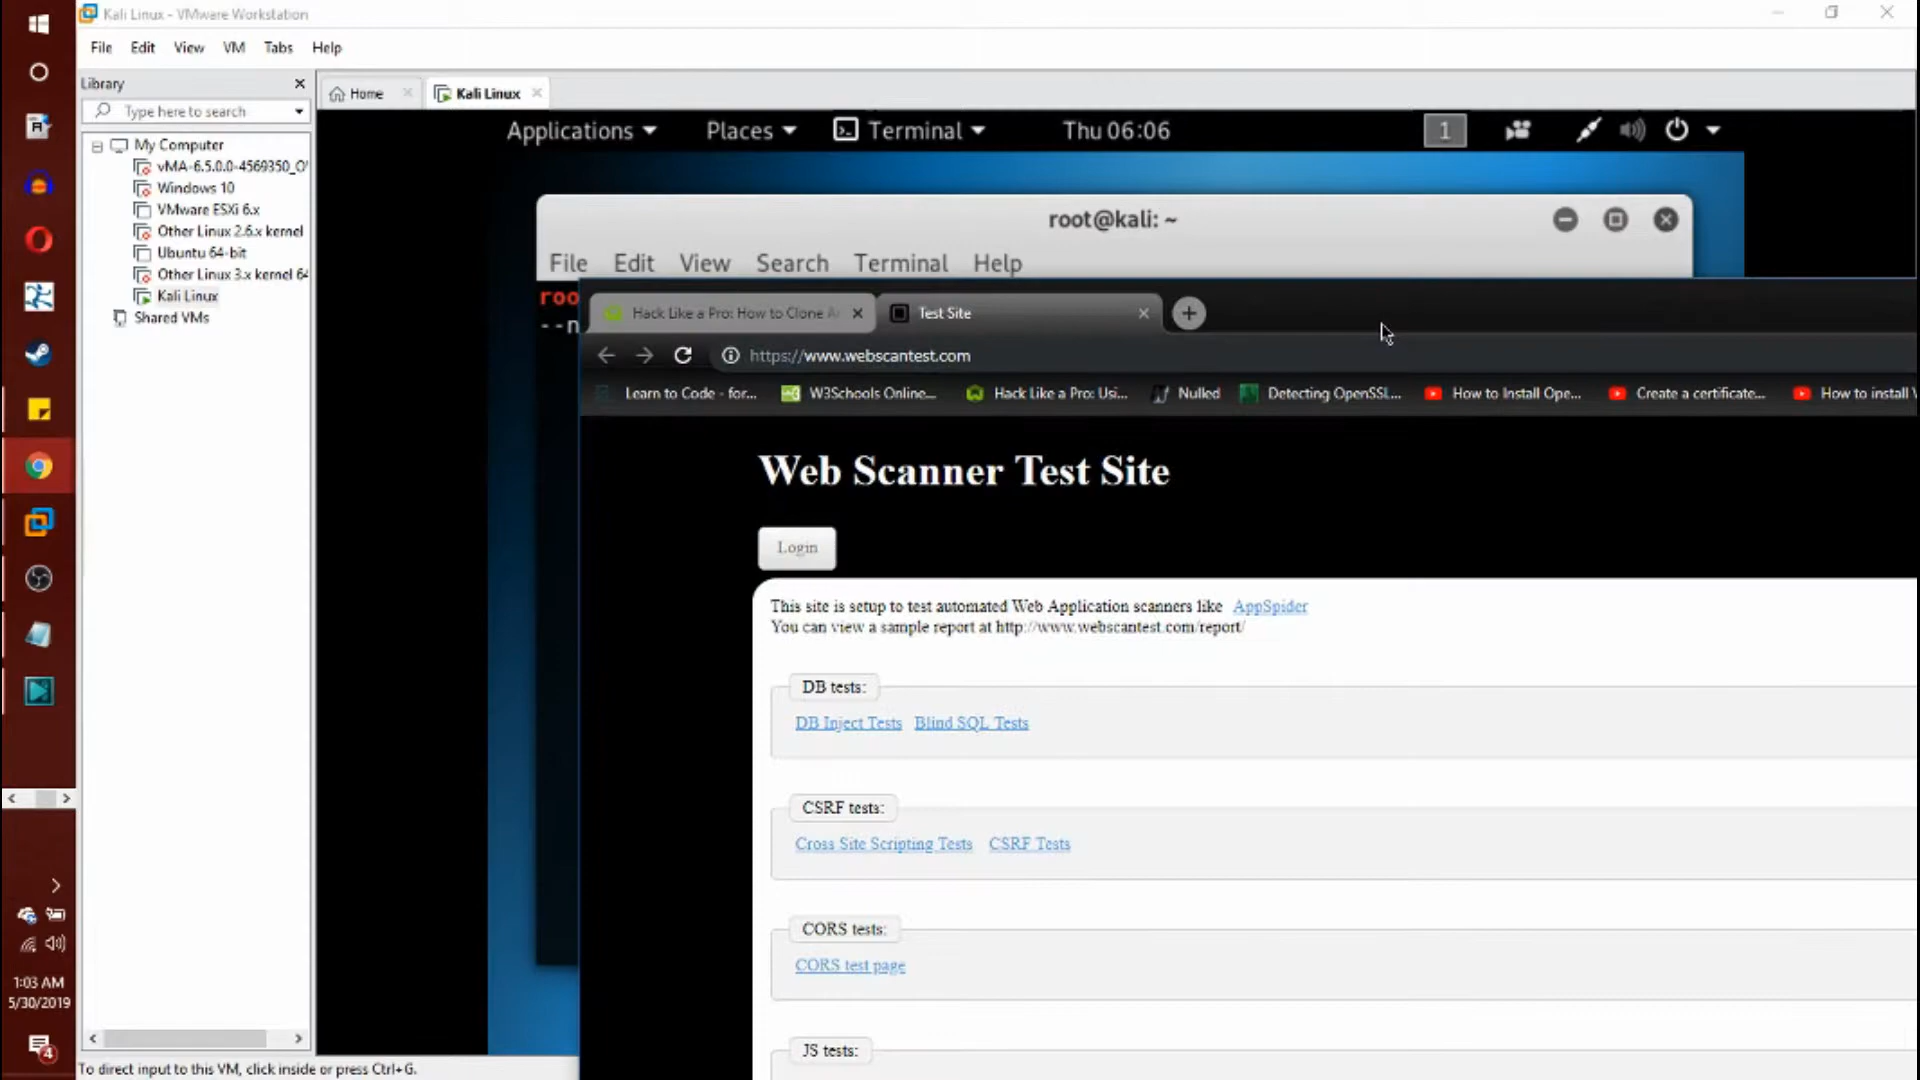 Kali Linux - VMware Workstation
File Edit View VM Tabs Help
Library
Type here to search
My Computer
vMA-6.5.0.0-4569350_O
Windows 10
VMware ESXi 6.x
Other Linux 2.6.x kernel
Ubuntu 64-bit
Other Linux 3.x kernel 64
Kali Linux
Shared VMs
Home Kali Linux
Applications Places Terminal Thu 06:06 1
root@kali: ~
File Edit View Search Terminal Help
roo
--n
Hack Like a Pro: How to Clone A Test Site
https://www.webscantest.com
Learn to Code - for... W3Schools Online... Hack Like a Pro: Usi... Nulled Detecting OpenSSL... How to Install Ope... Create a certificate... How to install
Web Scanner Test Site
Login
This site is setup to test automated Web Application scanners like AppSpider
You can view a sample report at http://www.webscantest.com/report/
DB tests:
DB Inject Tests Blind SQL Tests
CSRF tests:
Cross Site Scripting Tests CSRF Tests
CORS tests:
CORS test page
JS tests:
1:03 AM
5/30/2019
4
To direct input to this VM, click inside or press Ctrl+G.